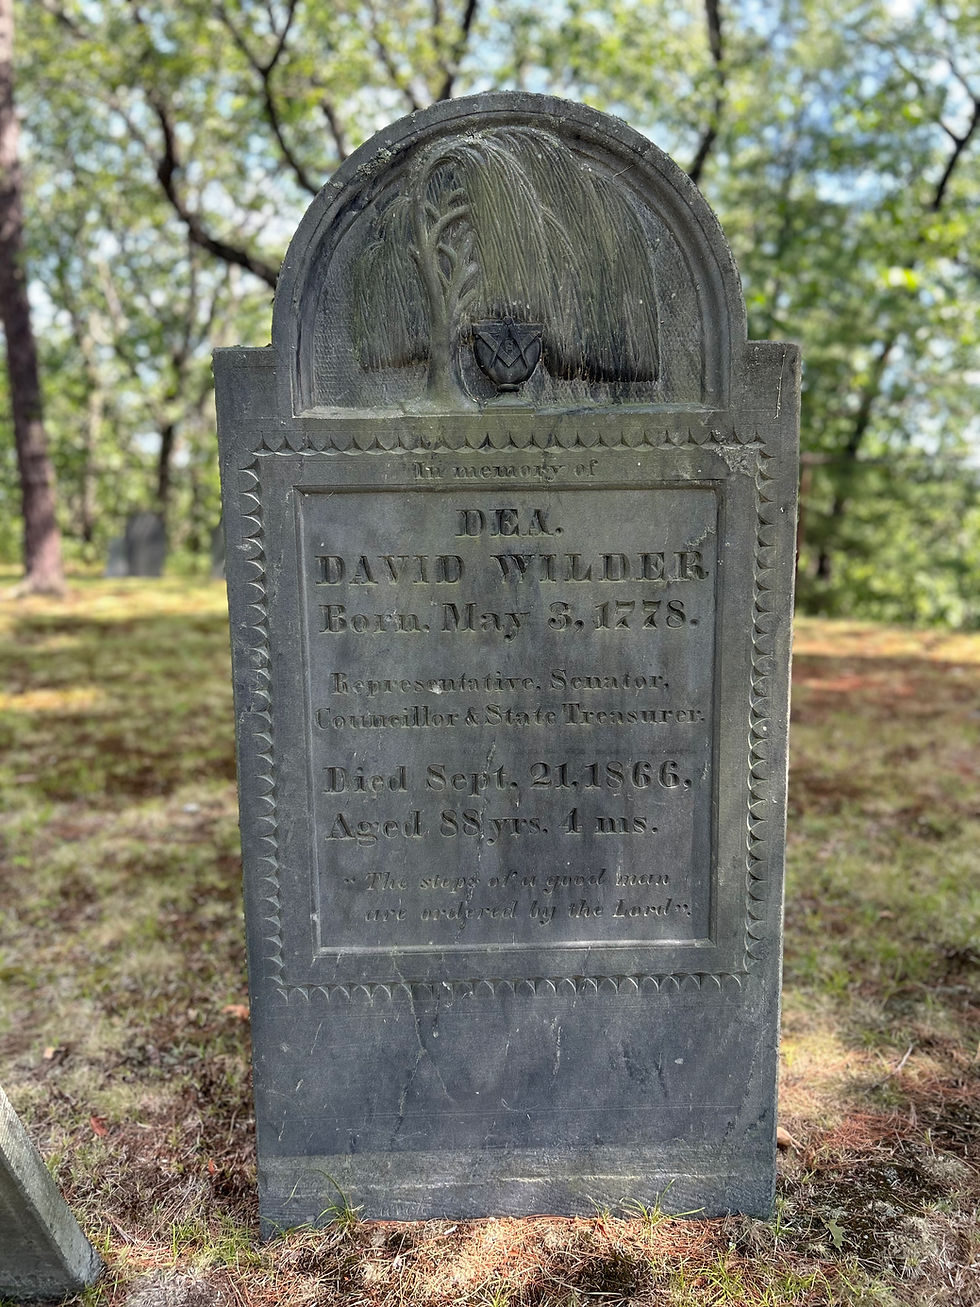 In memory of
DEA.
DAVID WILDER
Born, May 3, 1778.
Representative, Senator,
Councillor & State Treasurer.
Died Sept. 21, 1866,
Aged 88 yrs. 4 ms.
"The steps of a good man
are ordered by the Lord".